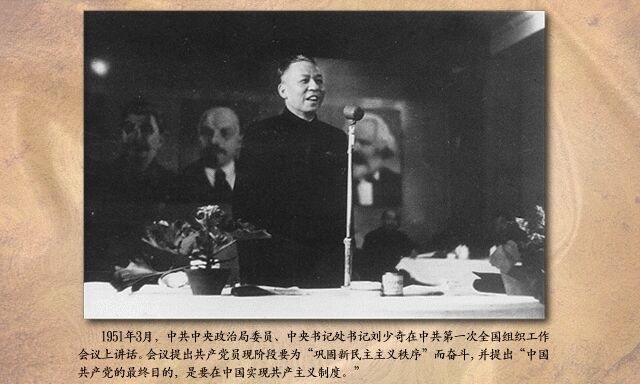 1951年3月，中共中央政治局委员、中央书记处书记刘少奇在中共第一次全国组织工作
会议上讲话。会议提出共产党员现阶段要为“巩固新民主主义秩序”而奋斗，并提出“中国
共产党的最终目的，是要在中国实现共产主义制度。”